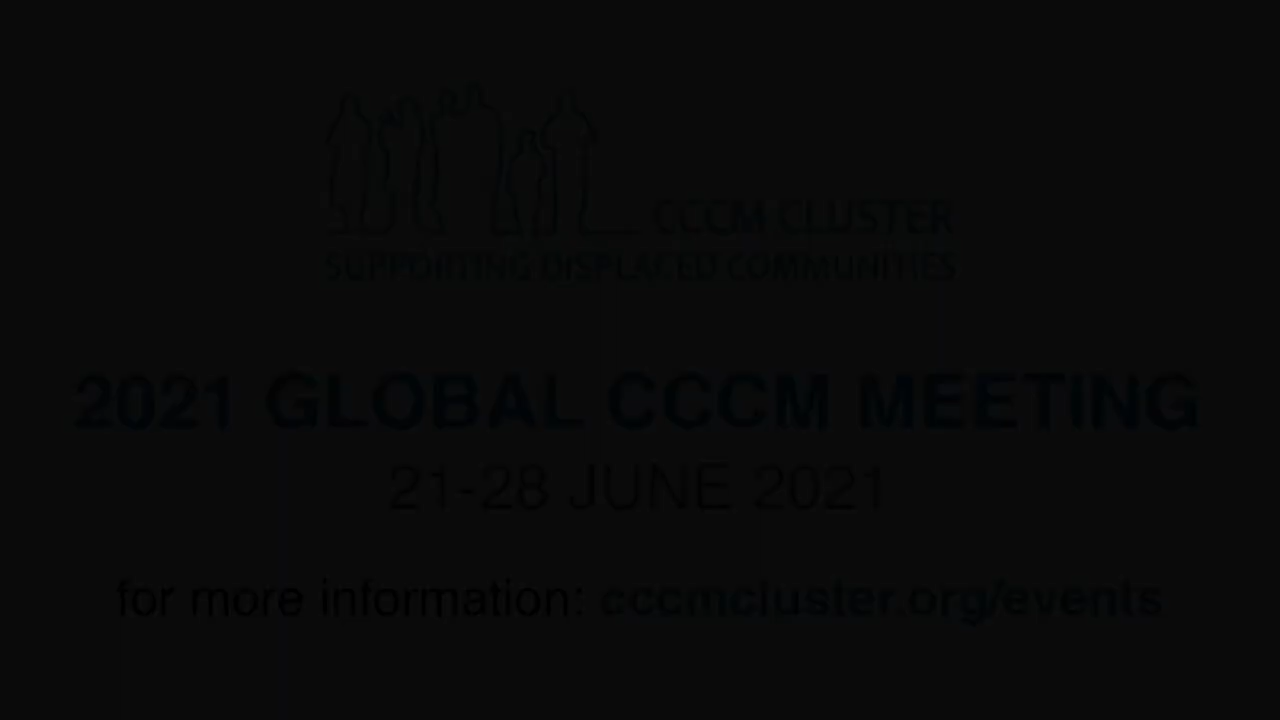 CCCM CLUSTER
SUPPORTING DISPLACED COMMUNITIES
2021 GLOBAL CCCM MEETING
21-28 JUNE 2021
for more information: cccmcluster.org/events